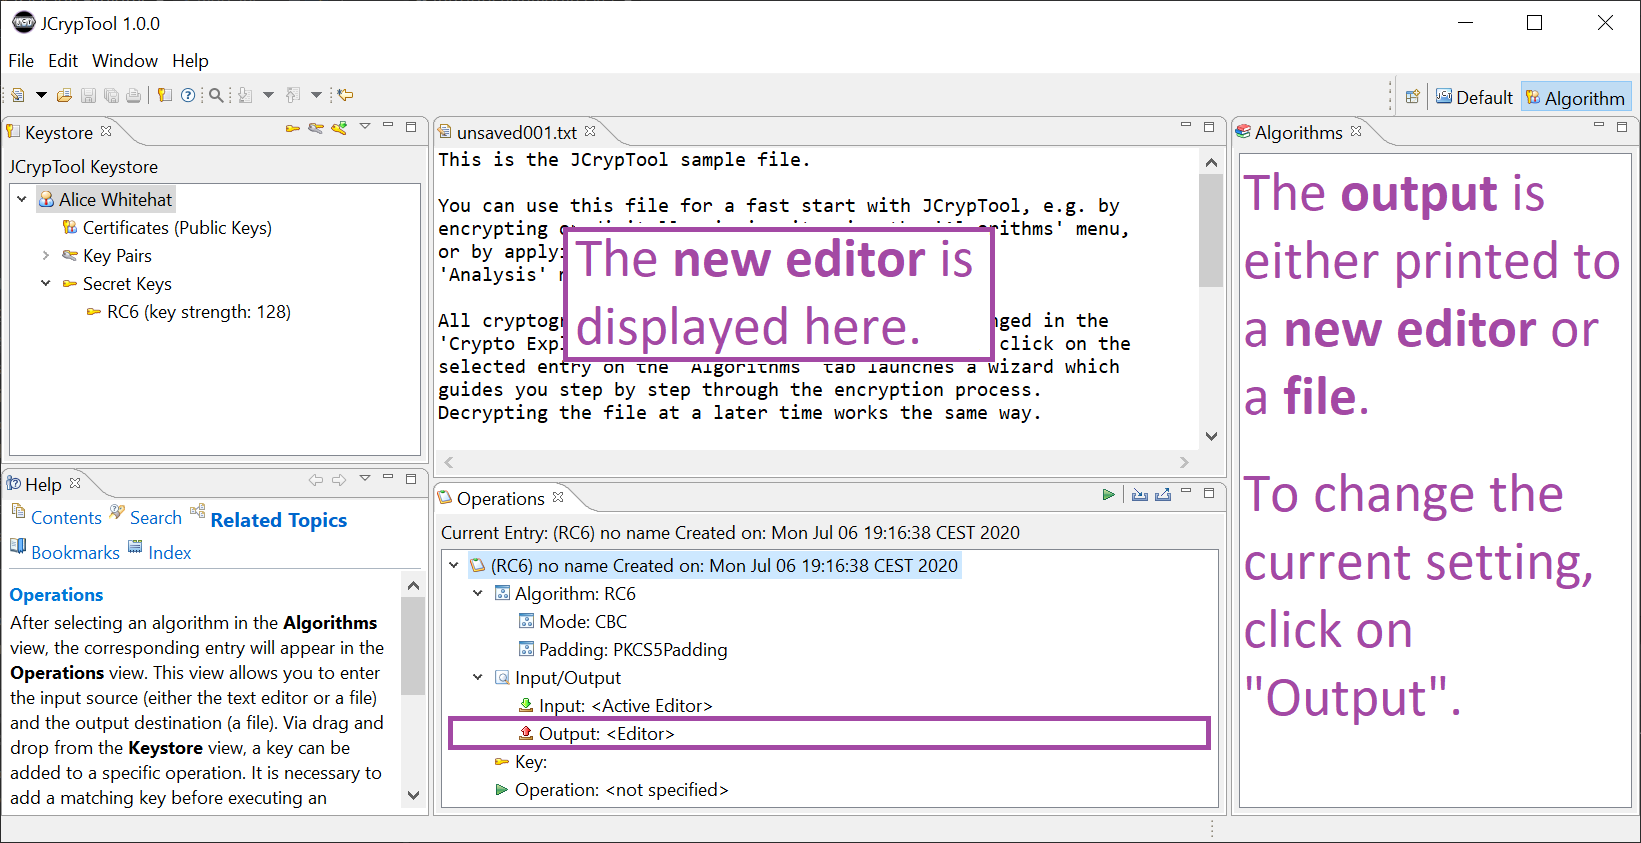 JCrypTool 1.0.0
File Edit Window Help
Default Algorithm
Keystore
JCrypTool Keystore
Alice Whitehat
Certificates (Public Keys)
Key Pairs
Secret Keys
RC6 (key strength: 128)
Help
Contents Search Related Topics
Bookmarks Index
Operations
After selecting an algorithm in the Algorithms
view, the corresponding entry will appear in the
Operations view. This view allows you to enter
the input source (either the text editor or a file)
and the output destination (a file). Via drag and
drop from the Keystore view, a key can be
added to a specific operation. It is necessary to
add a matching key before executing an
unsaved001.txt
This is the JCrypTool sample file.
You can use this file for a fast start with JCrypTool, e.g. by
encrypting menu,
or by
'Analysis'
All in the
'Crypto click on the
selected entry on the 'Algorithms' tab launches a wizard which
guides you step by step through the encryption process.
Decrypting the file at a later time works the same way.
The new editor is
displayed here.
Operations
Current Entry: (RC6) no name Created on: Mon Jul 06 19:16:38 CEST 2020
(RC6) no name Created on: Mon Jul 06 19:16:38 CEST 2020
Algorithm: RC6
Mode: CBC
Padding: PKCS5Padding
Input/Output
Input: <Active Editor>
Output: <Editor>
Key:
Operation: <not specified>
Algorithms
The output is
either printed to
a new editor or
a file.
To change the
current setting,
click on
"Output".